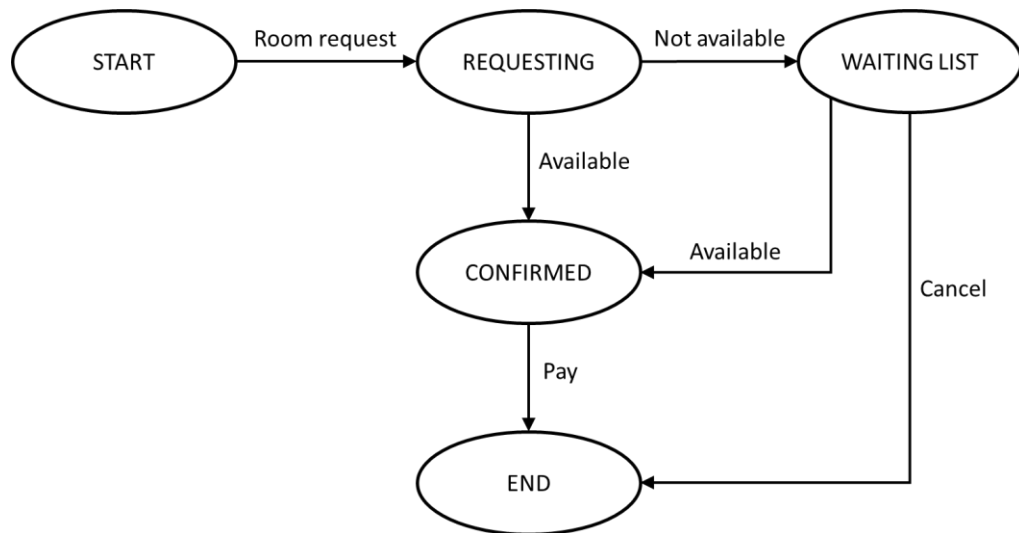 START
Room request
REQUESTING
Not available
WAITING LIST
Available
CONFIRMED
Available
Cancel
Pay
END